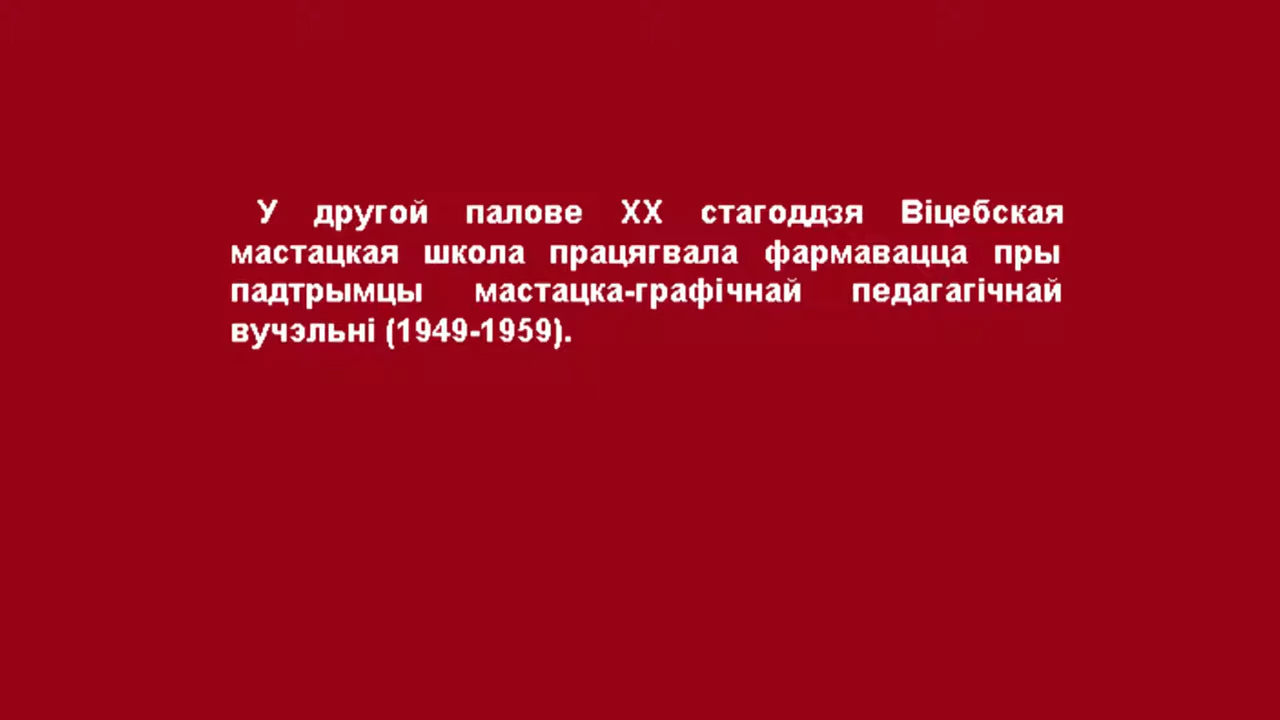 У другой палове XX стагоддзя Віцебская
мастацкая школа працягвала фармавацца пры
падтрымцы мастацка-графічнай педагагічнай
вучэльні (1949-1959).